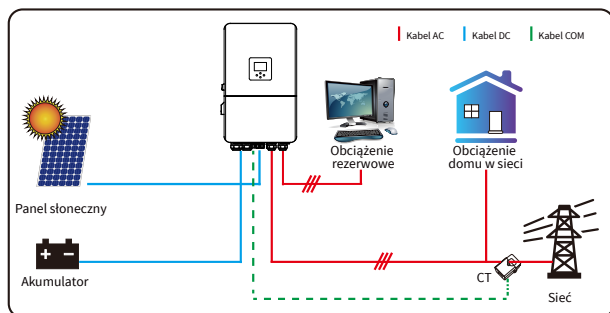 Kabel AC
Kabel DC
Kabel COM
Obciążenie
rezerwowe
Obciążenie
domu w sieci
Panel słoneczny
Akumulator
CT
Sieć